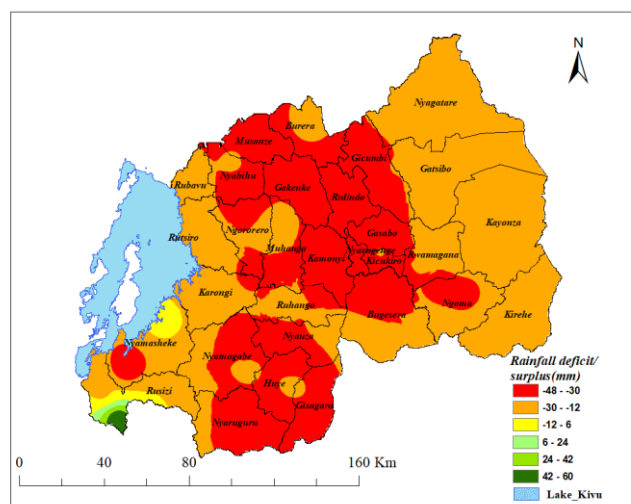 N
Nyagatare
Burera
Musanze
Gicumbi
Gatsibo
Rubavu
Nyabihu
Gakenke
Rulindo
Kayonza
Rutsiro
Ngororero
Gasabo
Muhanga
Nyarugenge
Rwamagana
Kamonyi
Kicukiro
Karongi
Ruhango
Ngoma
Kirehe
Bugesera
Nyamasheke
Nyanza
Nyamagabe
Rusizi
Huye
Gisagara
Nyaruguru
Rainfall deficit/
surplus(mm)
-48 - -30
-30 - -12
-12 - 6
6 - 24
24 - 42
42 - 60
Lake_Kivu
0 40 80 160 Km